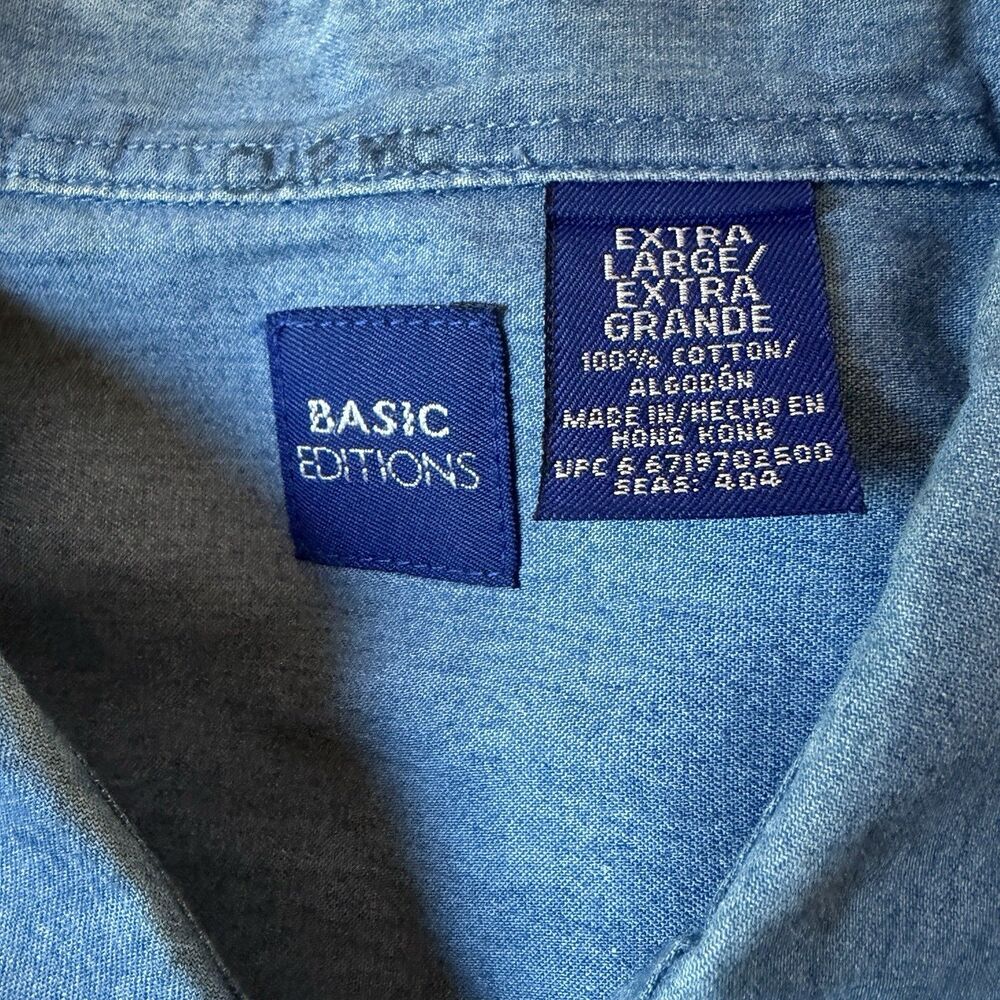 BASIC
EDITIONS
EXTRA
LARGE/
EXTRA
GRANDE
100% COTTON/
ALGODÓN
MADE IN/HECHO EN
HONG KONG
UPC 6 6719702500
SEAS: 404